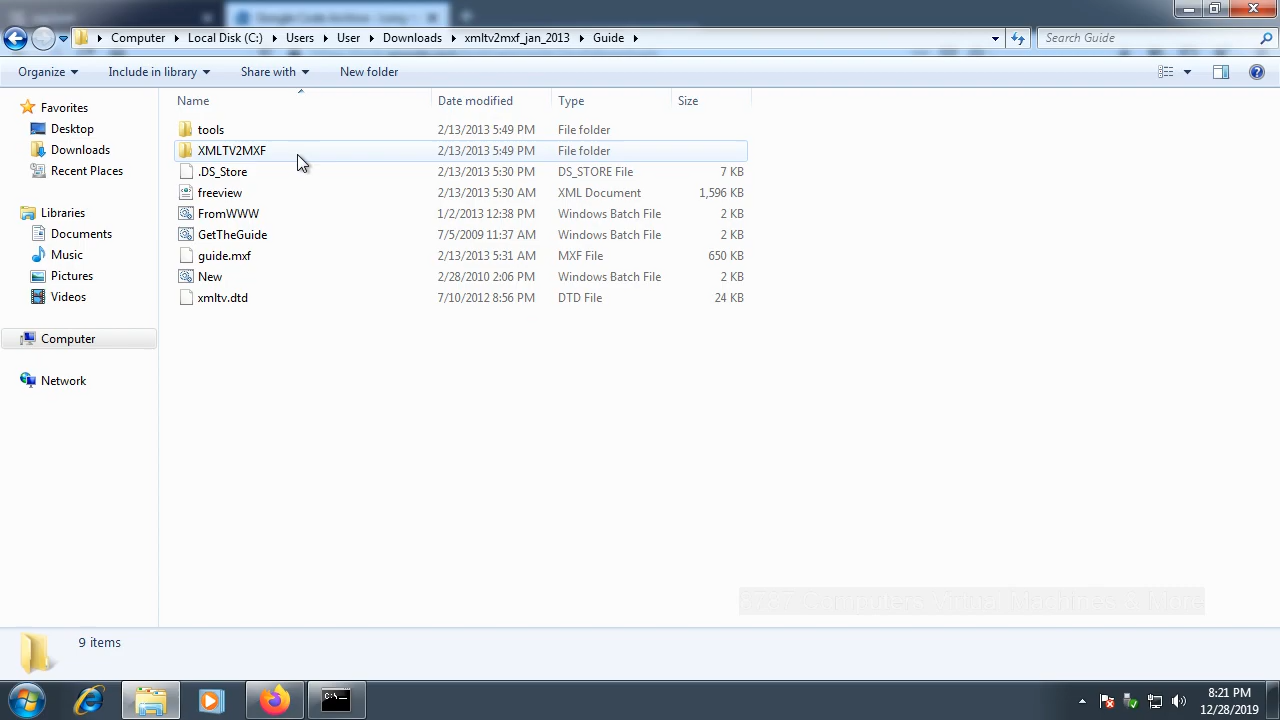 Computer Local Disk (C:) Users User Downloads xmltv2mxf_jan_2013 Guide Search Guide
Organize Include in library Share with New folder
Favorites
Desktop
Downloads
Recent Places
Libraries
Documents
Music
Pictures
Videos
Computer
Network
Name Date modified Type Size
tools 2/13/2013 5:49 PM File folder
XMLTV2MXF 2/13/2013 5:49 PM File folder
.DS_Store 2/13/2013 5:30 PM DS_STORE File 7 KB
freeview 2/13/2013 5:30 AM XML Document 1,596 KB
FromWWW 1/2/2013 12:38 PM Windows Batch File 2 KB
GetTheGuide 7/5/2009 11:37 AM Windows Batch File 2 KB
guide.mxf 2/13/2013 5:31 AM MXF File 650 KB
New 2/28/2010 2:06 PM Windows Batch File 2 KB
xmltv.dtd 7/10/2012 8:56 PM DTD File 24 KB
Computers Virtual Machines & More
9 items
C:\
8:21 PM
12/28/2019